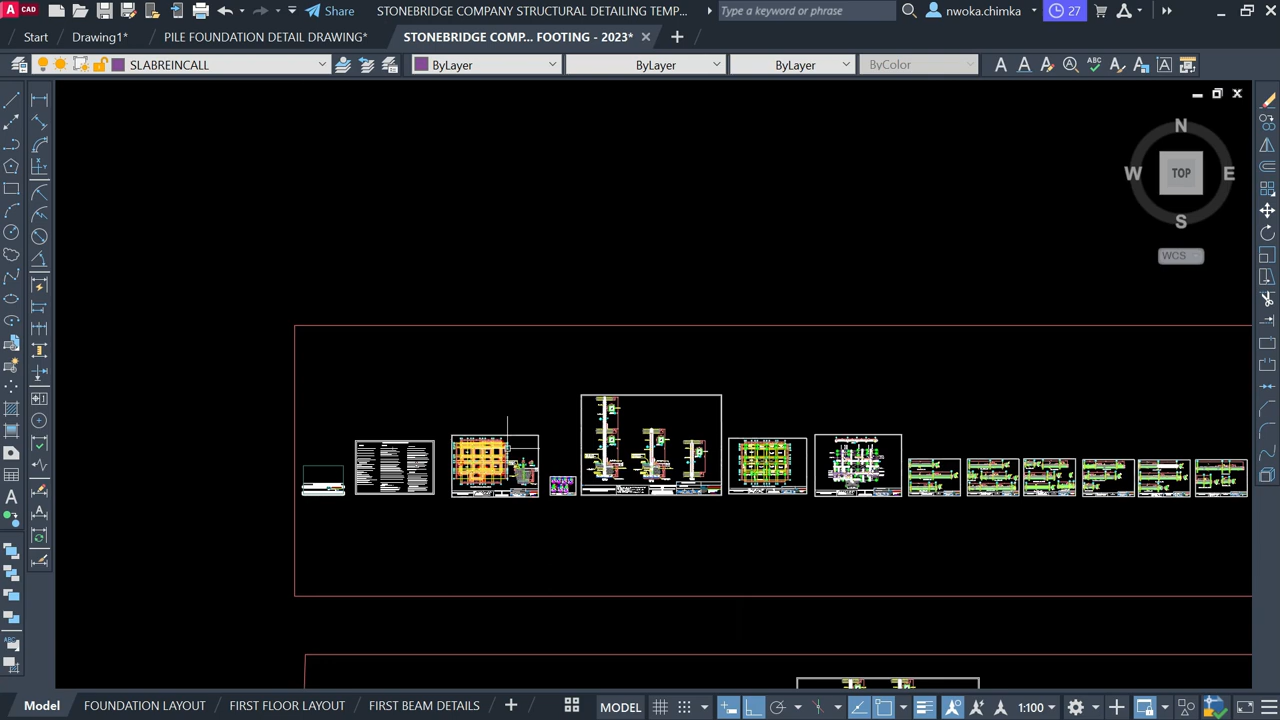 CAD
Share
STONEBRIDGE COMPANY STRUCTURAL DETAILING TEMP...
Type a keyword or phrase
nwoka.chimka
27
Start
Drawing1*
PILE FOUNDATION DETAIL DRAWING*
STONEBRIDGE COMP... FOOTING - 2023*
SLABREINCALL
ByLayer
ByLayer
ByLayer
ByColor
N
W
TOP
E
S
WCS
Model
FOUNDATION LAYOUT
FIRST FLOOR LAYOUT
FIRST BEAM DETAILS
MODEL
1:100